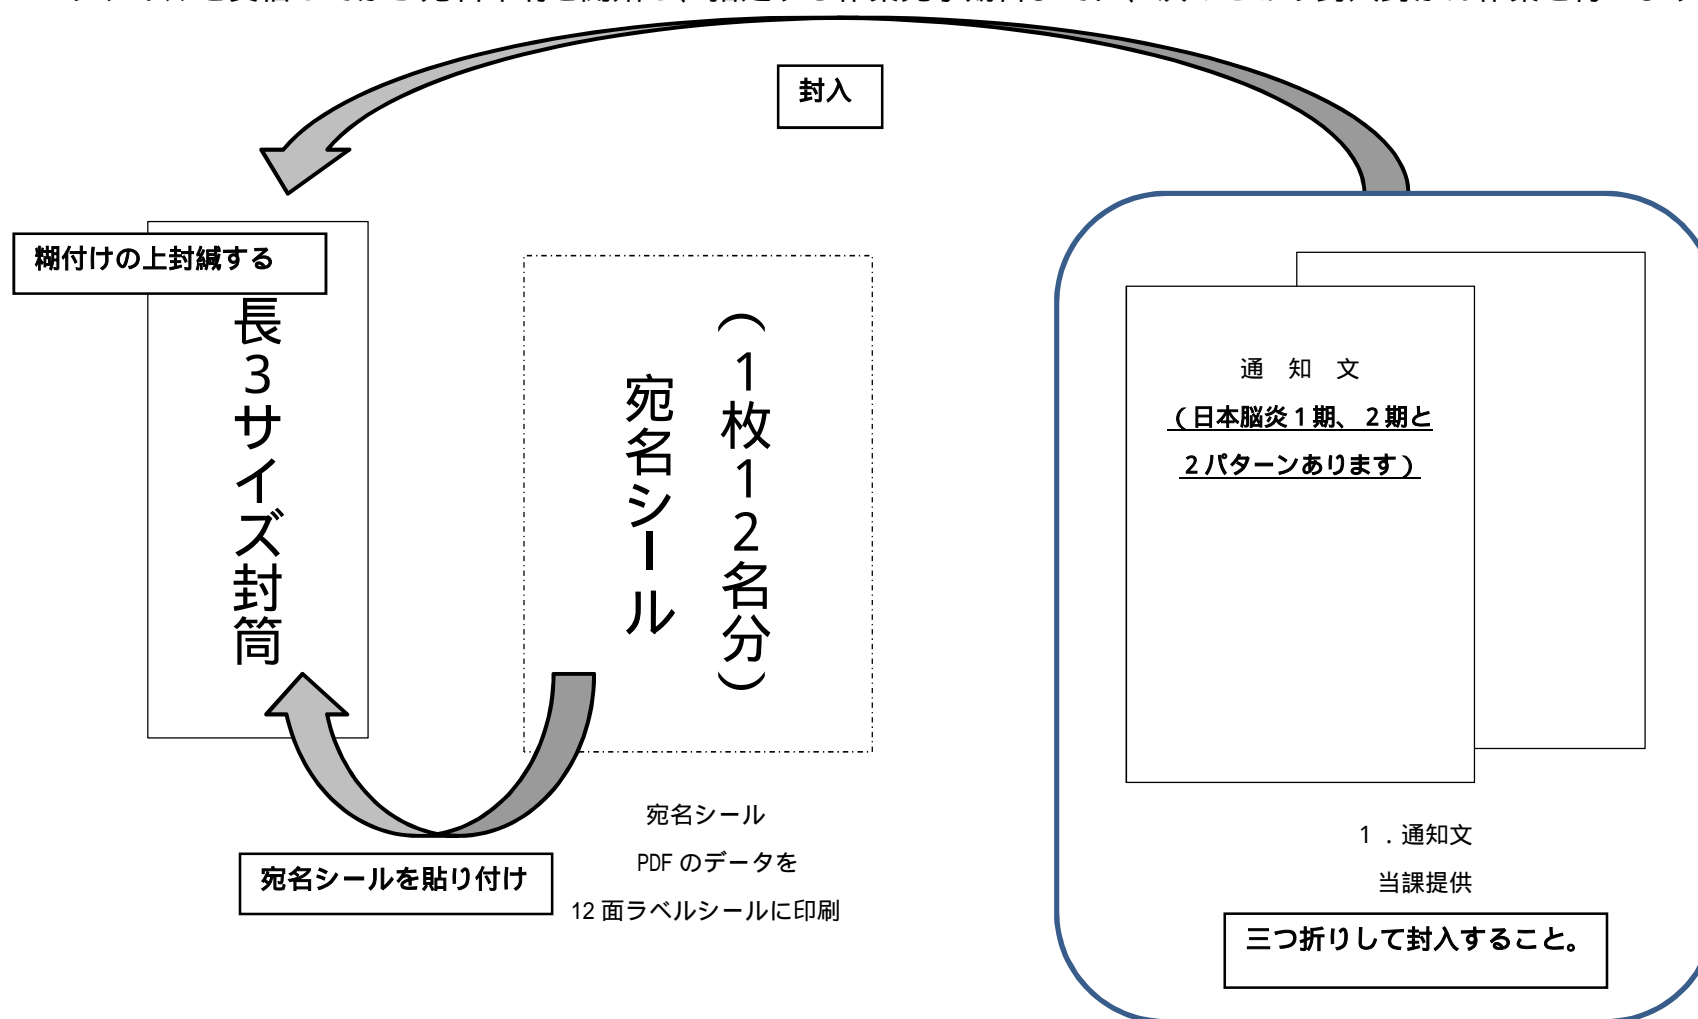 封入
糊付けの上封緘する
長3サイズ封筒
(1枚12名分)
宛名シール
通 知 文
(日本脳炎1期、2期と
2パターンあります)
宛名シール
PDFのデータを
12面ラベルシールに印刷
宛名シールを貼り付け
1.通知文
当課提供
三つ折りして封入すること。